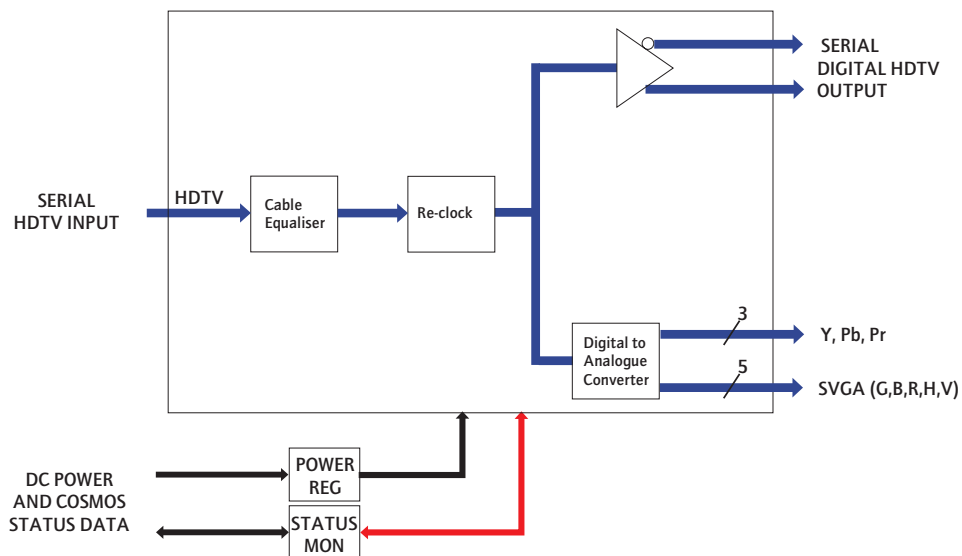 SERIAL
DIGITAL HDTV
OUTPUT
HDTV
SERIAL
HDTV INPUT
Cable
Equaliser
Re-clock
3
Y, Pb, Pr
Digital to
Analogue
Converter
5
SVGA (G,B,R,H,V)
POWER
REG
DC POWER
AND COSMOS
STATUS DATA
STATUS
MON